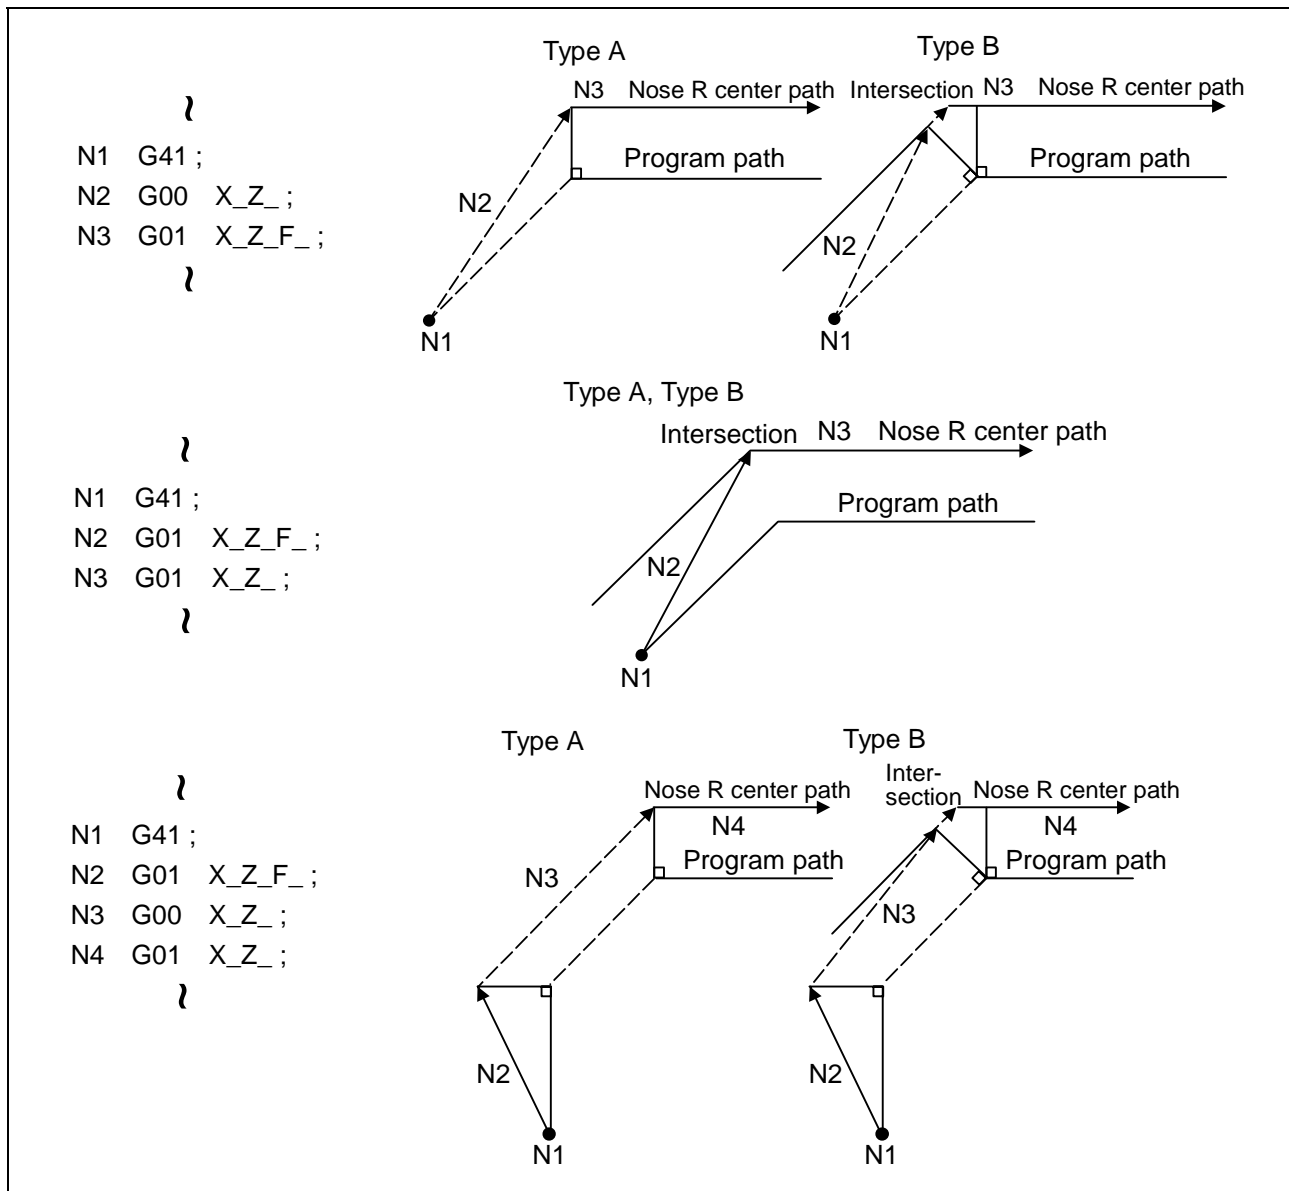 Type A
Type B
N3 Nose R center path
Intersection N3 Nose R center path
N1 G41 ;
N2 G00 X_Z_ ;
N3 G01 X_Z_F_ ;
Program path
Program path
N2
N2
N1
N1
Type A, Type B
Intersection N3 Nose R center path
N1 G41 ;
N2 G01 X_Z_F_ ;
N3 G01 X_Z_ ;
Program path
N2
N1
Type A
Type B
Nose R center path
Inter-
section
Nose R center path
N1 G41 ;
N2 G01 X_Z_F_ ;
N3 G00 X_Z_ ;
N4 G01 X_Z_ ;
N4
N4
Program path
Program path
N3
N3
N2
N2
N1
N1